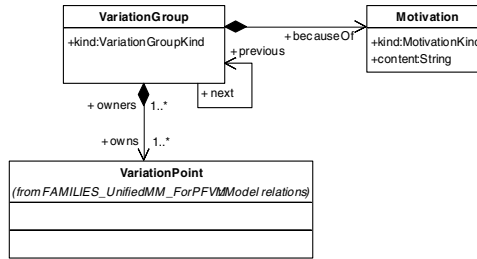 VariationGroup
+kind:VariationGroupKind
Motivation
+kind:MotivationKind
+content:String
+becauseOf
+previous
+next
+owners 1..*
+owns 1..*
VariationPoint
(from FAMILIES_UnifiedMM_ForPFVMModel relations)